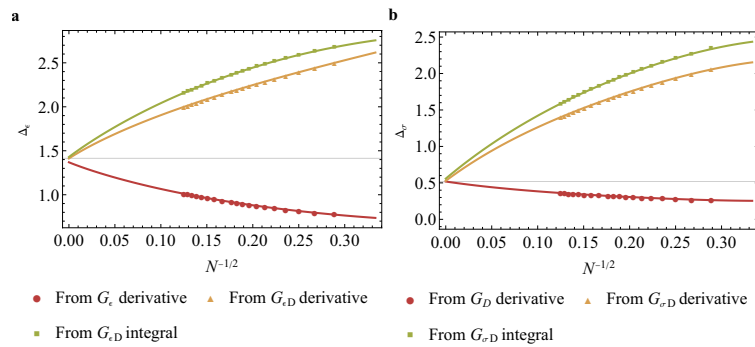 a
Δϵ
2.5
2.0
1.5
1.0
0.00 0.05 0.10 0.15 0.20 0.25 0.30
N−1/2
From Gϵ derivative From GϵD derivative
From GϵD integral
b
Δσ
2.5
2.0
1.5
1.0
0.5
0.0
0.00 0.05 0.10 0.15 0.20 0.25 0.30
N−1/2
From GD derivative From GσD derivative
From GσD integral